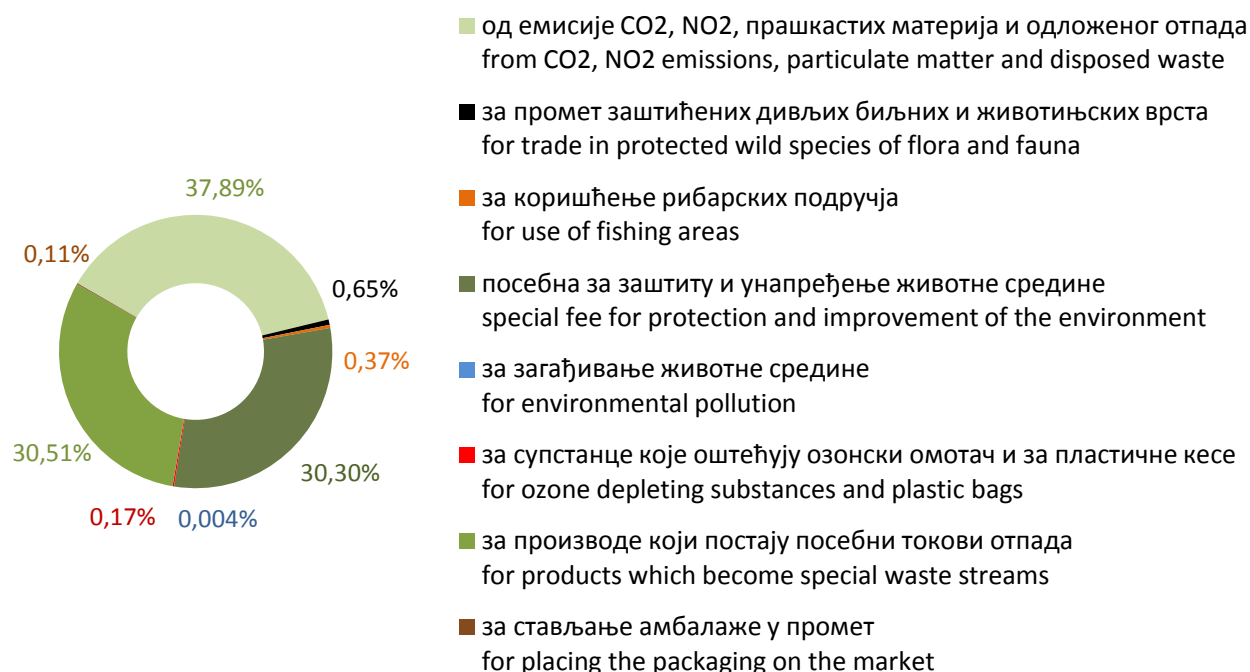 од емисије CO2, NO2, прашкастих материја и одложеног отпада
from CO2, NO2 emissions, particulate matter and disposed waste
за промет заштићених дивљих биљних и животињских врста
for trade in protected wild species of flora and fauna
за коришћење рибарских подручја
for use of fishing areas
посебна за заштиту и унапређење животне средине
special fee for protection and improvement of the environment
за загађивање животне средине
for environmental pollution
за супстанце које оштећују озонски омотач и за пластичне кесе
for ozone depleting substances and plastic bags
за производе који постају посебни токови отпада
for products which become special waste streams
за стављање амбалаже у промет
for placing the packaging on the market
37,89%
0,11%
0,65%
0,37%
30,51%
30,30%
0,17%
0,004%